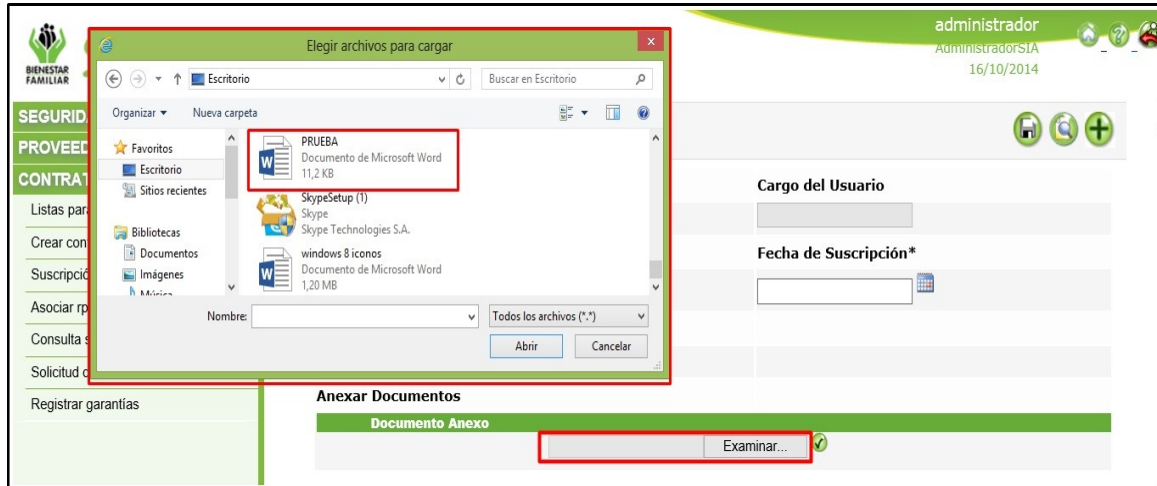 administrador
AdministradorSIA
16/10/2014
BIENESTAR
FAMILIAR
Elegir archivos para cargar
Escritorio
Buscar en Escritorio
Organizar
Nueva carpeta
Favoritos
Escritorio
Sitios recientes
Bibliotecas
Documentos
Imágenes
Música
PRUEBA
Documento de Microsoft Word
11,2 KB
SkypeSetup (1)
Skype
Skype Technologies S.A.
windows 8 iconos
Documento de Microsoft Word
1,20 MB
Nombre:
Todos los archivos (*.*)
Abrir
Cancelar
SEGURID
PROVEED
CONTRAT
Listas par
Crear con
Suscripció
Asociar rp
Consulta s
Solicitud
Registrar garantías
Cargo del Usuario
Fecha de Suscripción*
Anexar Documentos
Documento Anexo
Examinar...